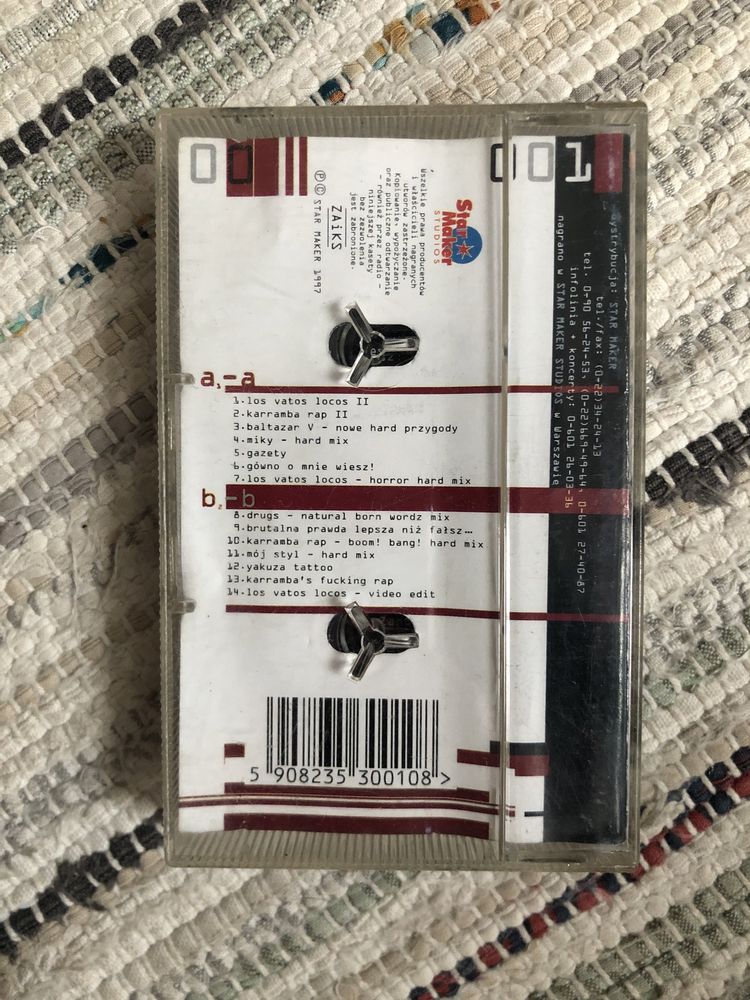 00
001
Star Maker
STUDIOS
Wszelkie prawa producentów
i właścicieli nagranych
utworów zastrzeżone.
Kopiowanie, wypożyczanie
oraz publiczne odtwarzanie
- również przez radio -
niniejszej kasety
bez zezwolenia
jest zabronione.
ZAiKS
℗© STAR MAKER 1997
dystrybucja: STAR MAKER
tel./fax: (0-22)34-24-13
tel. 0-90 56-24-53, (0-22)669-49-64, 0-601 27-40-87
infolinia + koncerty: 0-601 26-03-36
nagrano w STAR MAKER STUDIOS w Warszawie
a.-a
1.los vatos locos II
2.karramba rap II
3.baltazar V - nowe hard przygody
4.miky - hard mix
5.gazety
6.gówno o mnie wiesz!
7.los vatos locos - horror hard mix
b.-b
8.drugs - natural born wordz mix
9.brutalna prawda lepsza niż fałsz...
10.karramba rap - boom! bang! hard mix
11.mój styl - hard mix
12.yakuza tattoo
13.karramba's fucking rap
14.los vatos locos - video edit
5 908235 300108 >